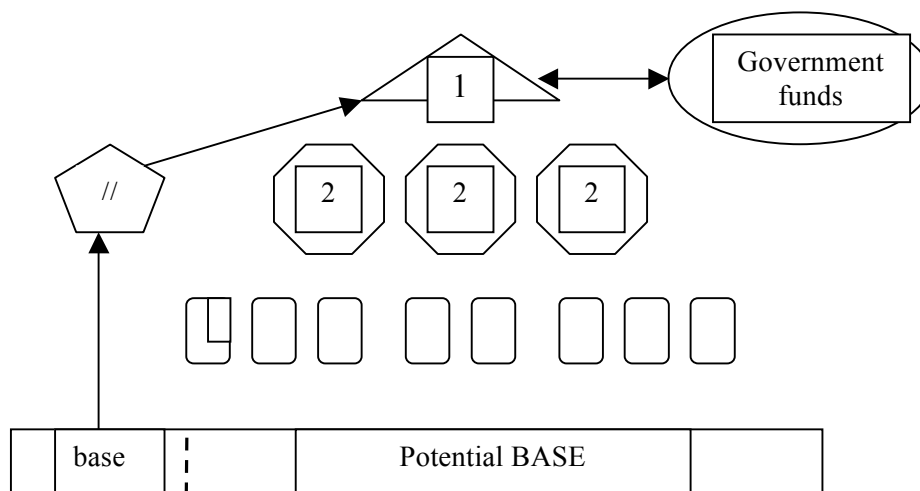 1
Government
funds
//
2 2 2
base
Potential BASE